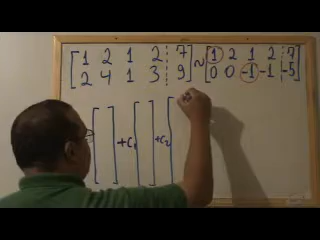 [1 2 1 2 | 7] ~ [1 2 1 2 | 7]
[2 4 1 3 | 9] [0 0 -1 -1 | -5]
[ ] + C₁ [ ] + C₂ [